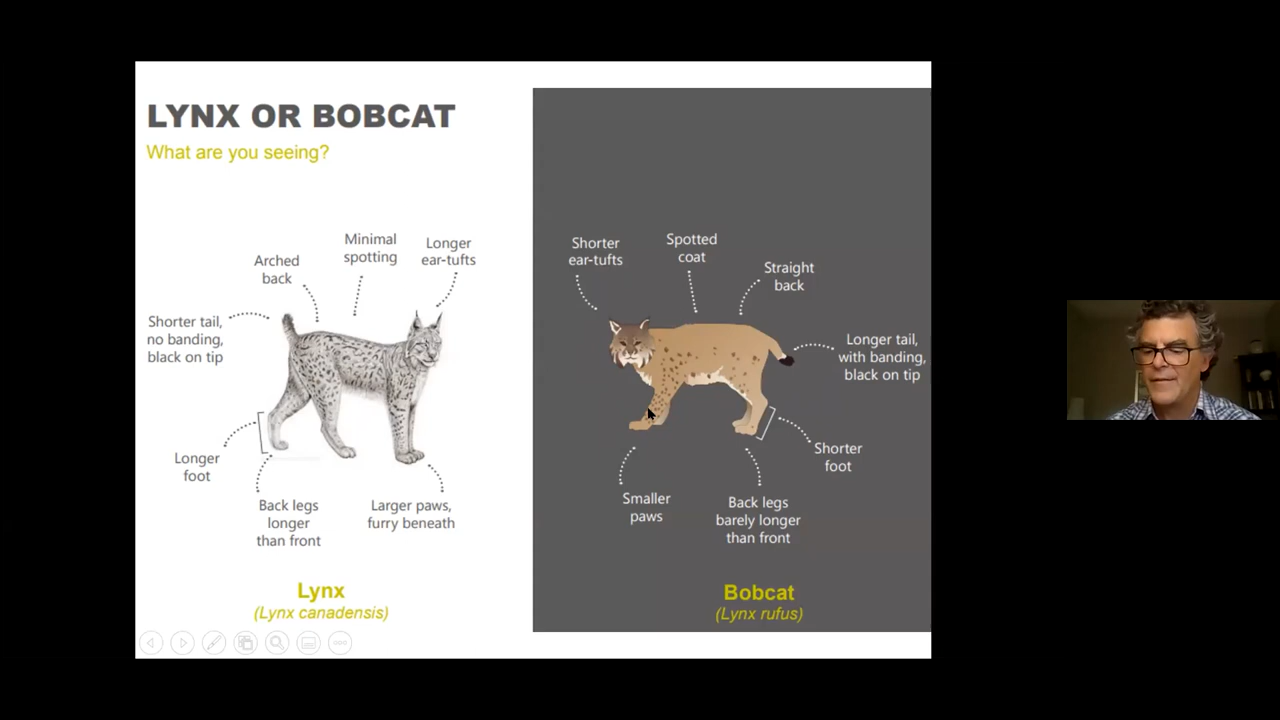 LYNX OR BOBCAT
What are you seeing?
Minimal
spotting
Longer
ear-tufts
Arched
back
Shorter tail,
no banding,
black on tip
Longer
foot
Back legs
longer
than front
Larger paws,
furry beneath
Lynx
(Lynx canadensis)
Shorter
ear-tufts
Spotted
coat
Straight
back
Longer tail,
with banding,
black on tip
Shorter
foot
Smaller
paws
Back legs
barely longer
than front
Bobcat
(Lynx rufus)